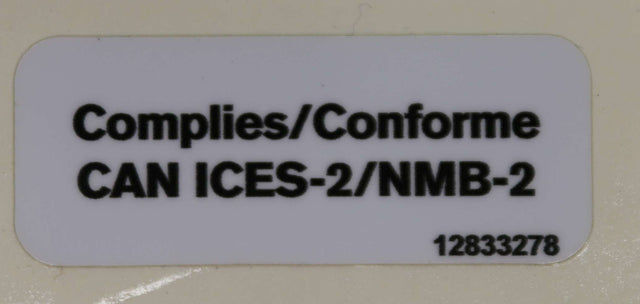 Complies/Conforme
CAN ICES-2/NMB-2
12833278